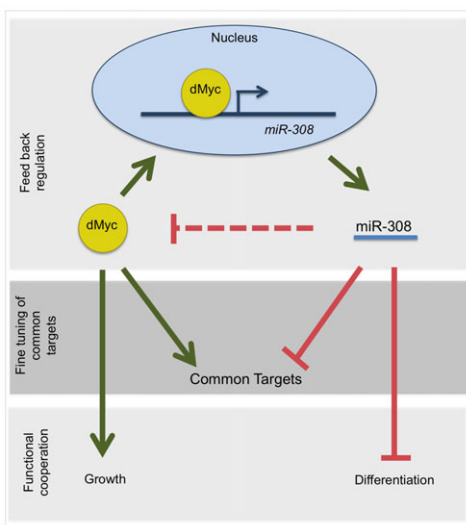 Nucleus
dMyc
miR-308
Feed back
regulation
dMyc
miR-308
Fine tuning of
common
targets
Common Targets
Functional
cooperation
Growth
Differentiation